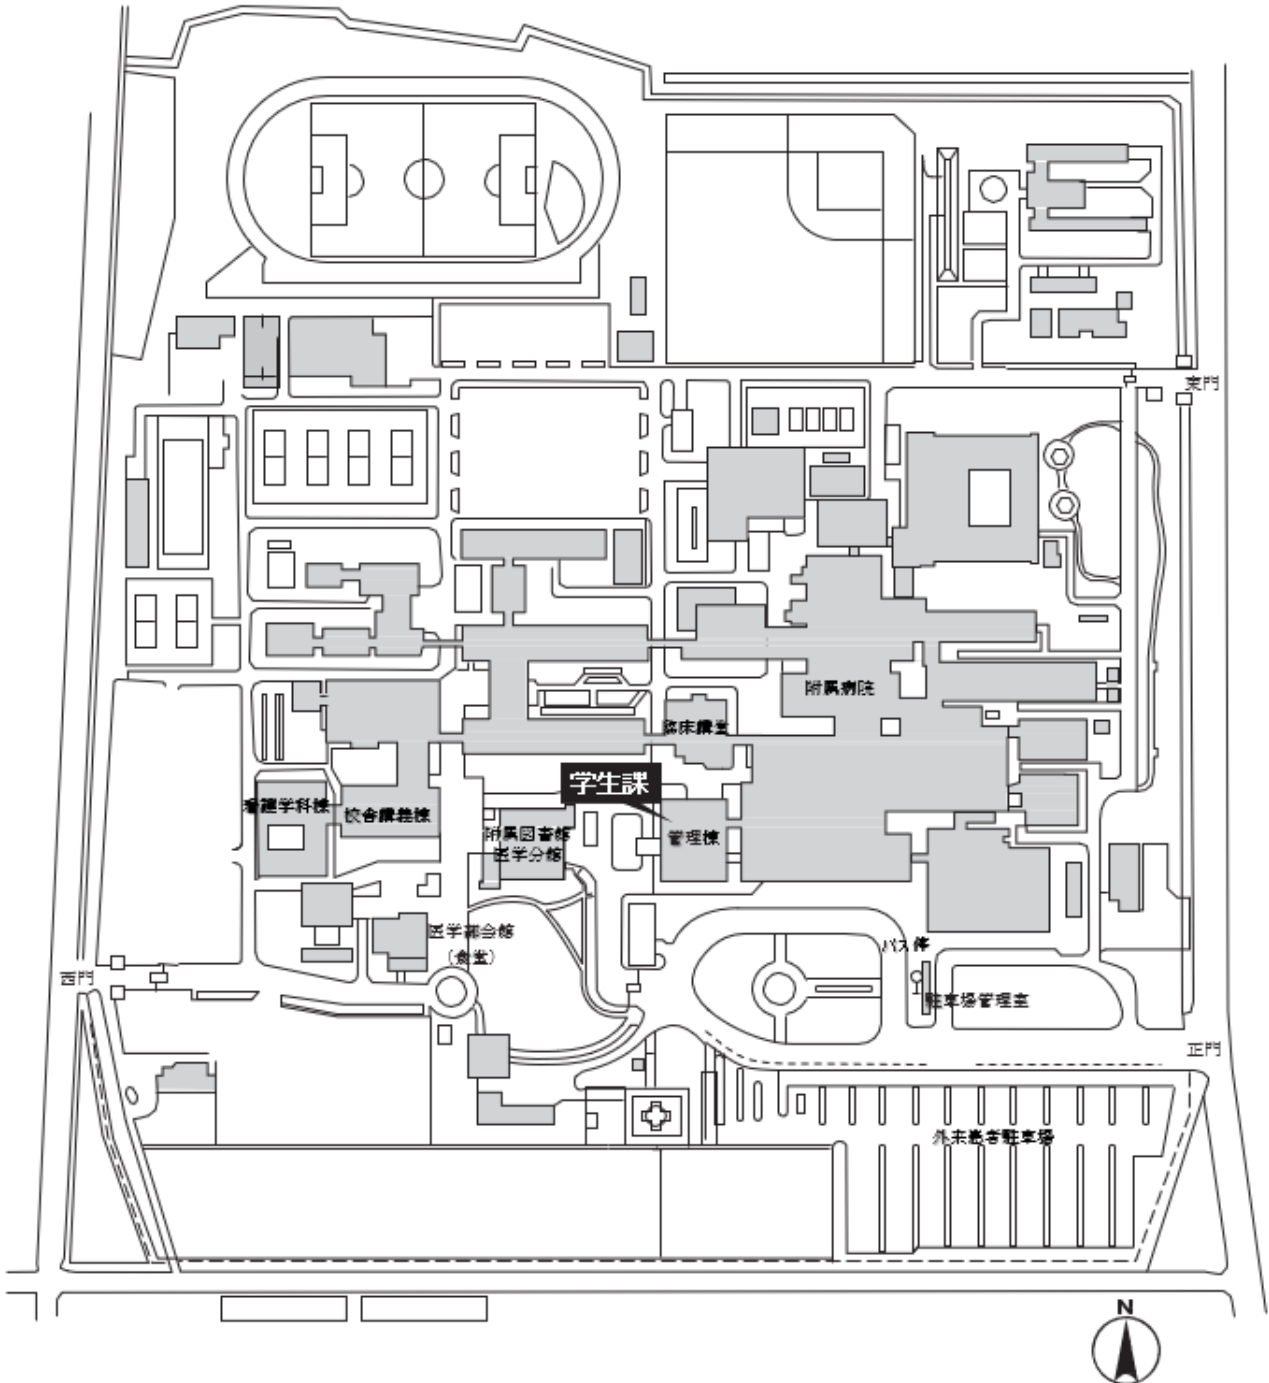 東門
附属病院
臨床講堂
学生課
看護学科棟
校舎講義棟
附属図書館
医学分館
管理棟
医学部会館
(食堂)
バス停
西門
駐車場管理室
正門
外来患者駐車場
N